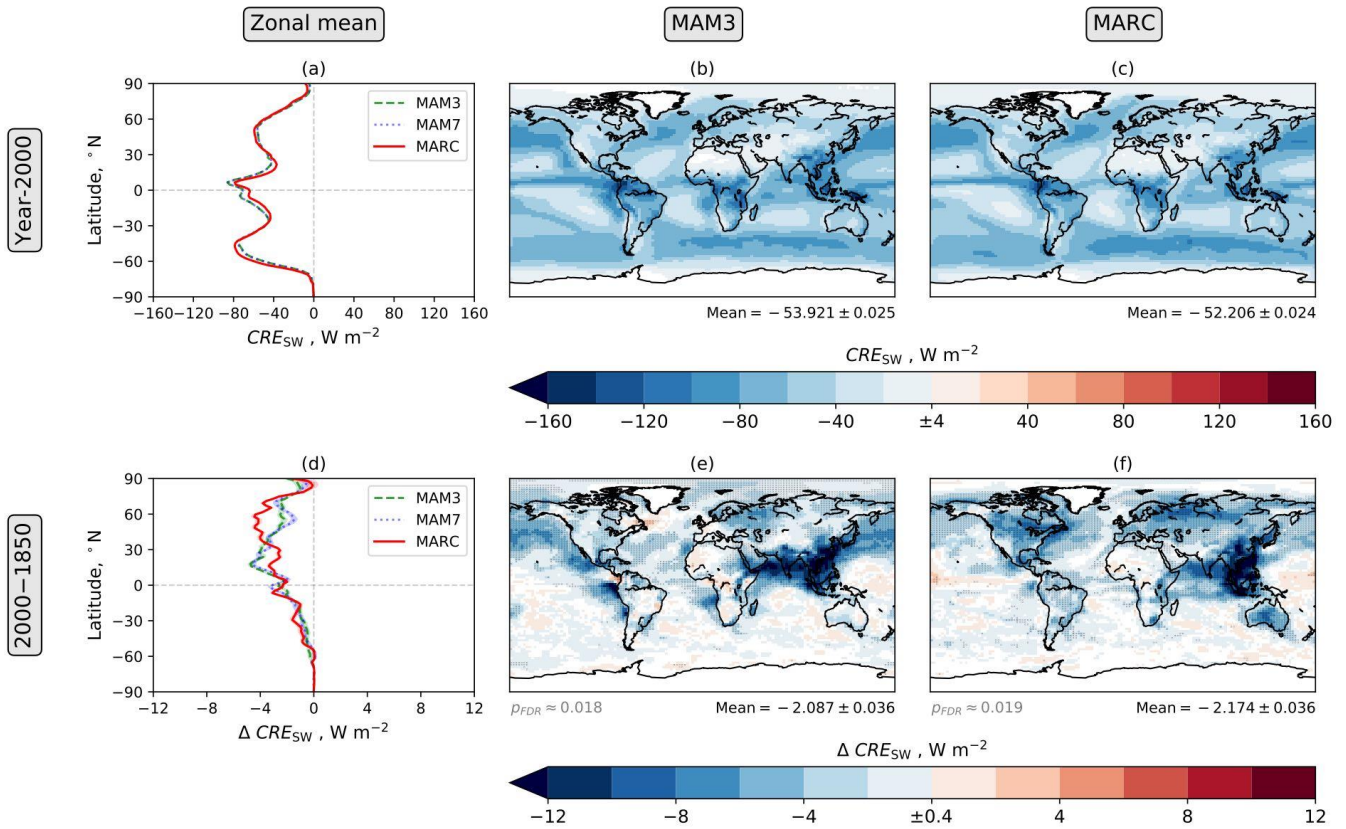 Zonal mean
MAM3
MARC
Year-2000
(a)
90
60
30
0
−30
−60
−90
Latitude, °N
MAM3
MAM7
MARC
−160−120 −80 −40 0 40 80 120 160
CRE_SW , W m⁻²
(b)
Mean = − 53.921 ± 0.025
(c)
Mean = − 52.206 ± 0.024
CRE_SW , W m⁻²
−160 −120 −80 −40 ±4 40 80 120 160
2000−1850
(d)
90
60
30
0
−30
−60
−90
Latitude, °N
MAM3
MAM7
MARC
−12 −8 −4 0 4 8 12
Δ CRE_SW , W m⁻²
(e)
p_FDR ≈ 0.018 Mean = − 2.087 ± 0.036
(f)
p_FDR ≈ 0.019 Mean = − 2.174 ± 0.036
Δ CRE_SW , W m⁻²
−12 −8 −4 ±0.4 4 8 12